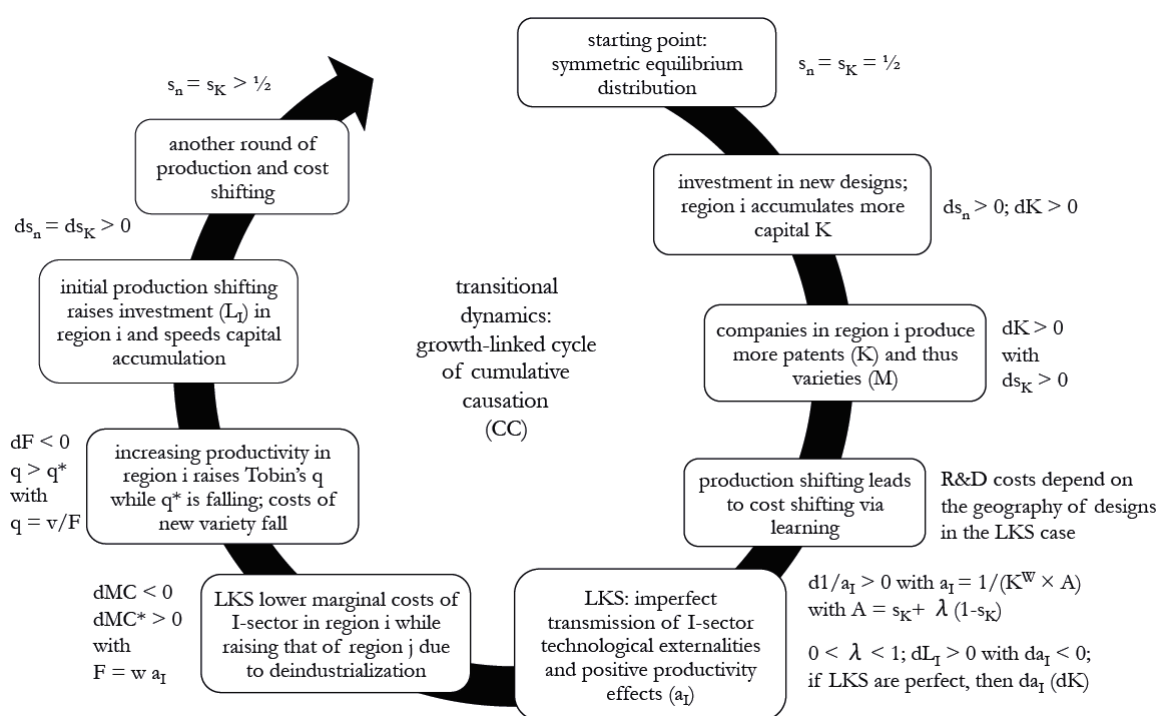 starting point:
symmetric equilibrium
distribution
sₙ = s_K = ½
investment in new designs;
region i accumulates more
capital K
dsₙ > 0; dK > 0
companies in region i produce
more patents (K) and thus
varieties (M)
dK > 0
with
ds_K > 0
production shifting leads
to cost shifting via
learning
R&D costs depend on
the geography of designs
in the LKS case
LKS: imperfect
transmission of I-sector
technological externalities
and positive productivity
effects (a_I)
d1/a_I > 0 with a_I = 1/(K^W × A)
with A = s_K + λ (1-s_K)
0 < λ < 1; dL_I > 0 with da_I < 0;
if LKS are perfect, then da_I (dK)
LKS lower marginal costs of
I-sector in region i while
raising that of region j due
to deindustrialization
dMC < 0
dMC* > 0
with
F = w a_I
increasing productivity in
region i raises Tobin's q
while q* is falling; costs of
new variety fall
dF < 0
q > q*
with
q = v/F
initial production shifting
raises investment (L_I) in
region i and speeds capital
accumulation
dsₙ = ds_K > 0
another round of
production and cost
shifting
sₙ = s_K > ½
transitional
dynamics:
growth-linked cycle
of cumulative
causation
(CC)